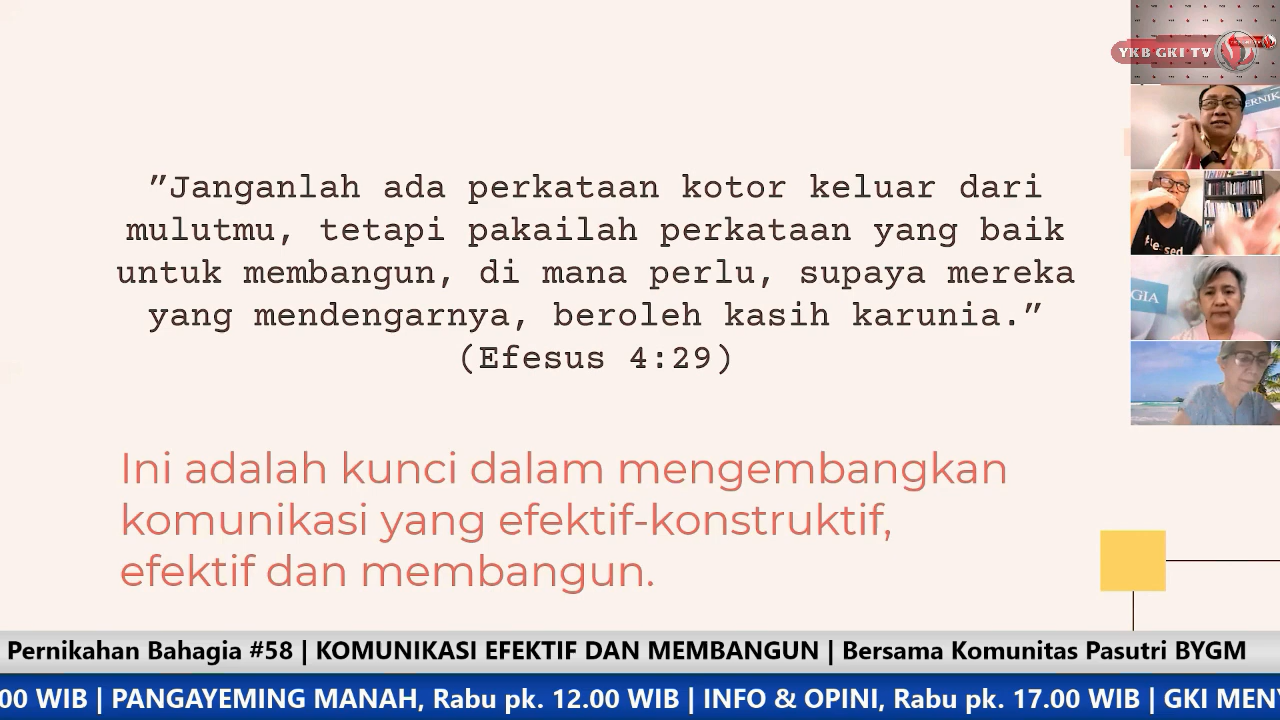 YKB GKI TV
ERNIK
GIA
"Janganlah ada perkataan kotor keluar dari
mulutmu, tetapi pakailah perkataan yang baik
untuk membangun, di mana perlu, supaya mereka
yang mendengarnya, beroleh kasih karunia."
(Efesus 4:29)
Ini adalah kunci dalam mengembangkan
komunikasi yang efektif-konstruktif,
efektif dan membangun.
Pernikahan Bahagia #58 | KOMUNIKASI EFEKTIF DAN MEMBANGUN | Bersama Komunitas Pasutri BYGM
00 WIB | PANGAYEMING MANAH, Rabu pk. 12.00 WIB | INFO & OPINI, Rabu pk. 17.00 WIB | GKI MEN